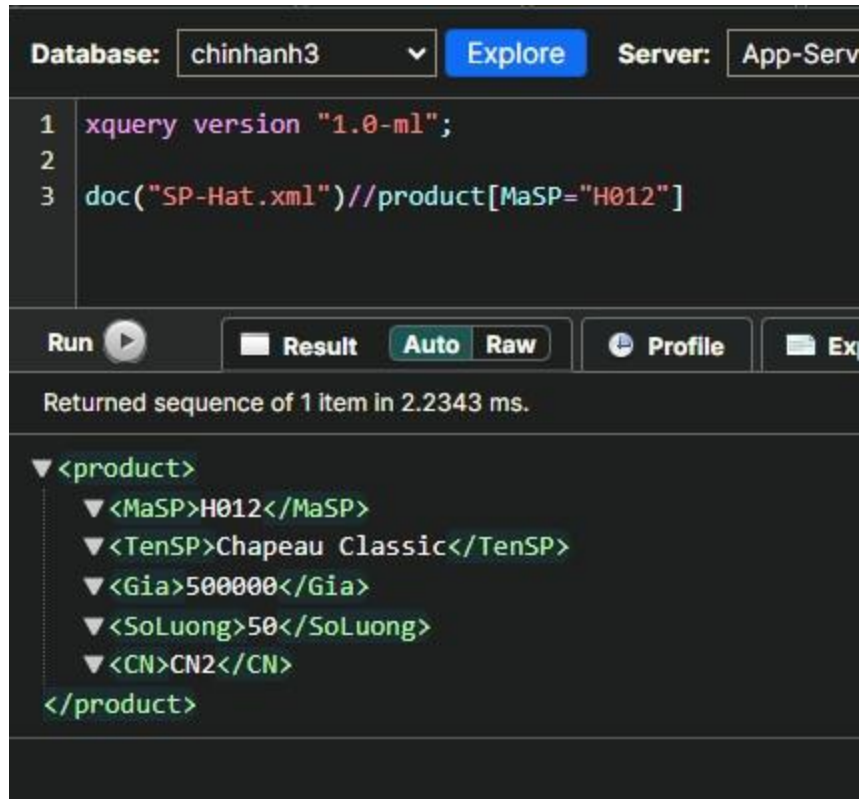 Database: chinhanh3 Explore Server: App-Serv
1 xquery version "1.0-ml";
2
3 doc("SP-Hat.xml")//product[MaSP="H012"]
Run Result Auto Raw Profile Ex
Returned sequence of 1 item in 2.2343 ms.
<product>
<MaSP>H012</MaSP>
<TenSP>Chapeau Classic</TenSP>
<Gia>500000</Gia>
<SoLuong>50</SoLuong>
<CN>CN2</CN>
</product>